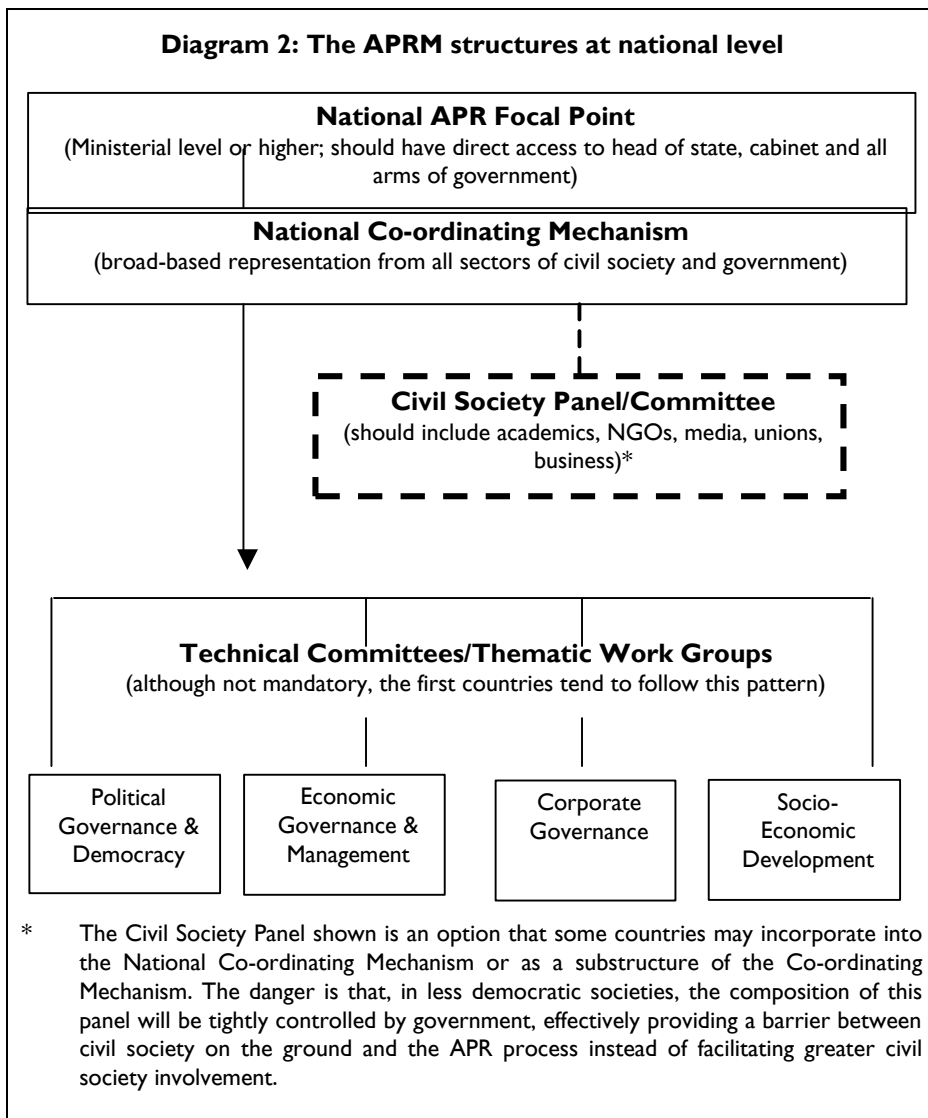 Diagram 2: The APRM structures at national level
National APR Focal Point
(Ministerial level or higher; should have direct access to head of state, cabinet and all
arms of government)
National Co-ordinating Mechanism
(broad-based representation from all sectors of civil society and government)
Civil Society Panel/Committee
(should include academics, NGOs, media, unions,
business)*
Technical Committees/Thematic Work Groups
(although not mandatory, the first countries tend to follow this pattern)
Political
Governance &
Democracy
Economic
Governance &
Management
Corporate
Governance
Socio-
Economic
Development
* The Civil Society Panel shown is an option that some countries may incorporate into
the National Co-ordinating Mechanism or as a substructure of the Co-ordinating
Mechanism. The danger is that, in less democratic societies, the composition of this
panel will be tightly controlled by government, effectively providing a barrier between
civil society on the ground and the APR process instead of facilitating greater civil
society involvement.